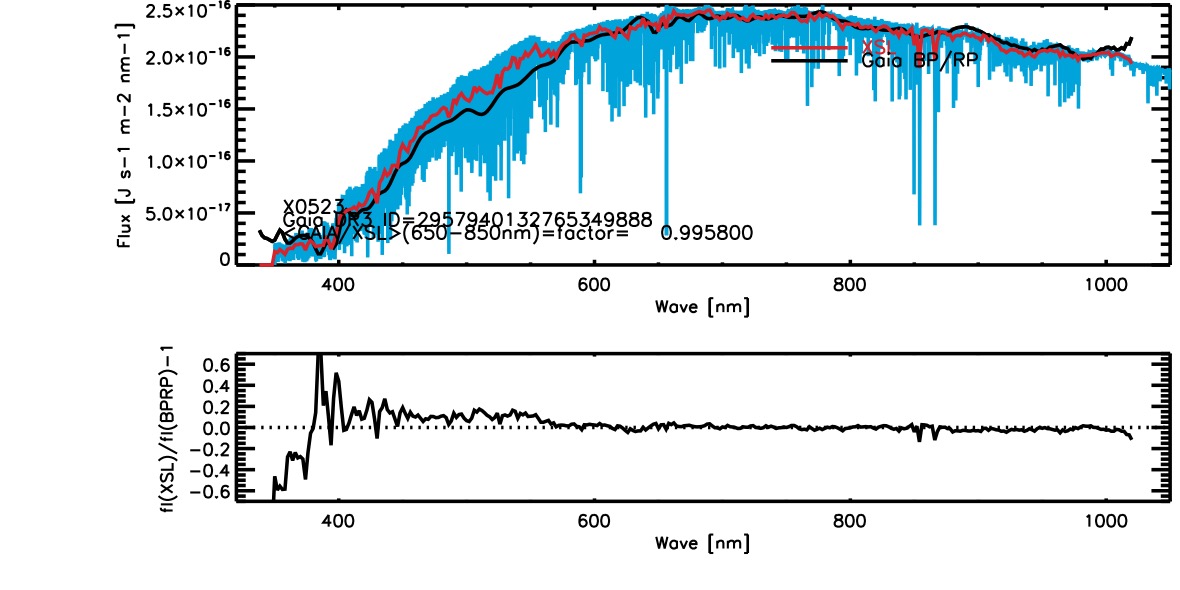 2.5×10−16
2.0×10−16
1.5×10−16
1.0×10−16
5.0×10−17
0
Flux [J s−1 m−2 nm−1]
XSL
Gaia BP/RP
X0523
Gaia DR3 ID=2957940132765349888
<GAIA/XSL>(650−850nm)=factor= 0.995800
400 600 800 1000
Wave [nm]
0.6
0.4
0.2
0.0
−0.2
−0.4
−0.6
fl(XSL)/fl(BPRP)−1
400 600 800 1000
Wave [nm]